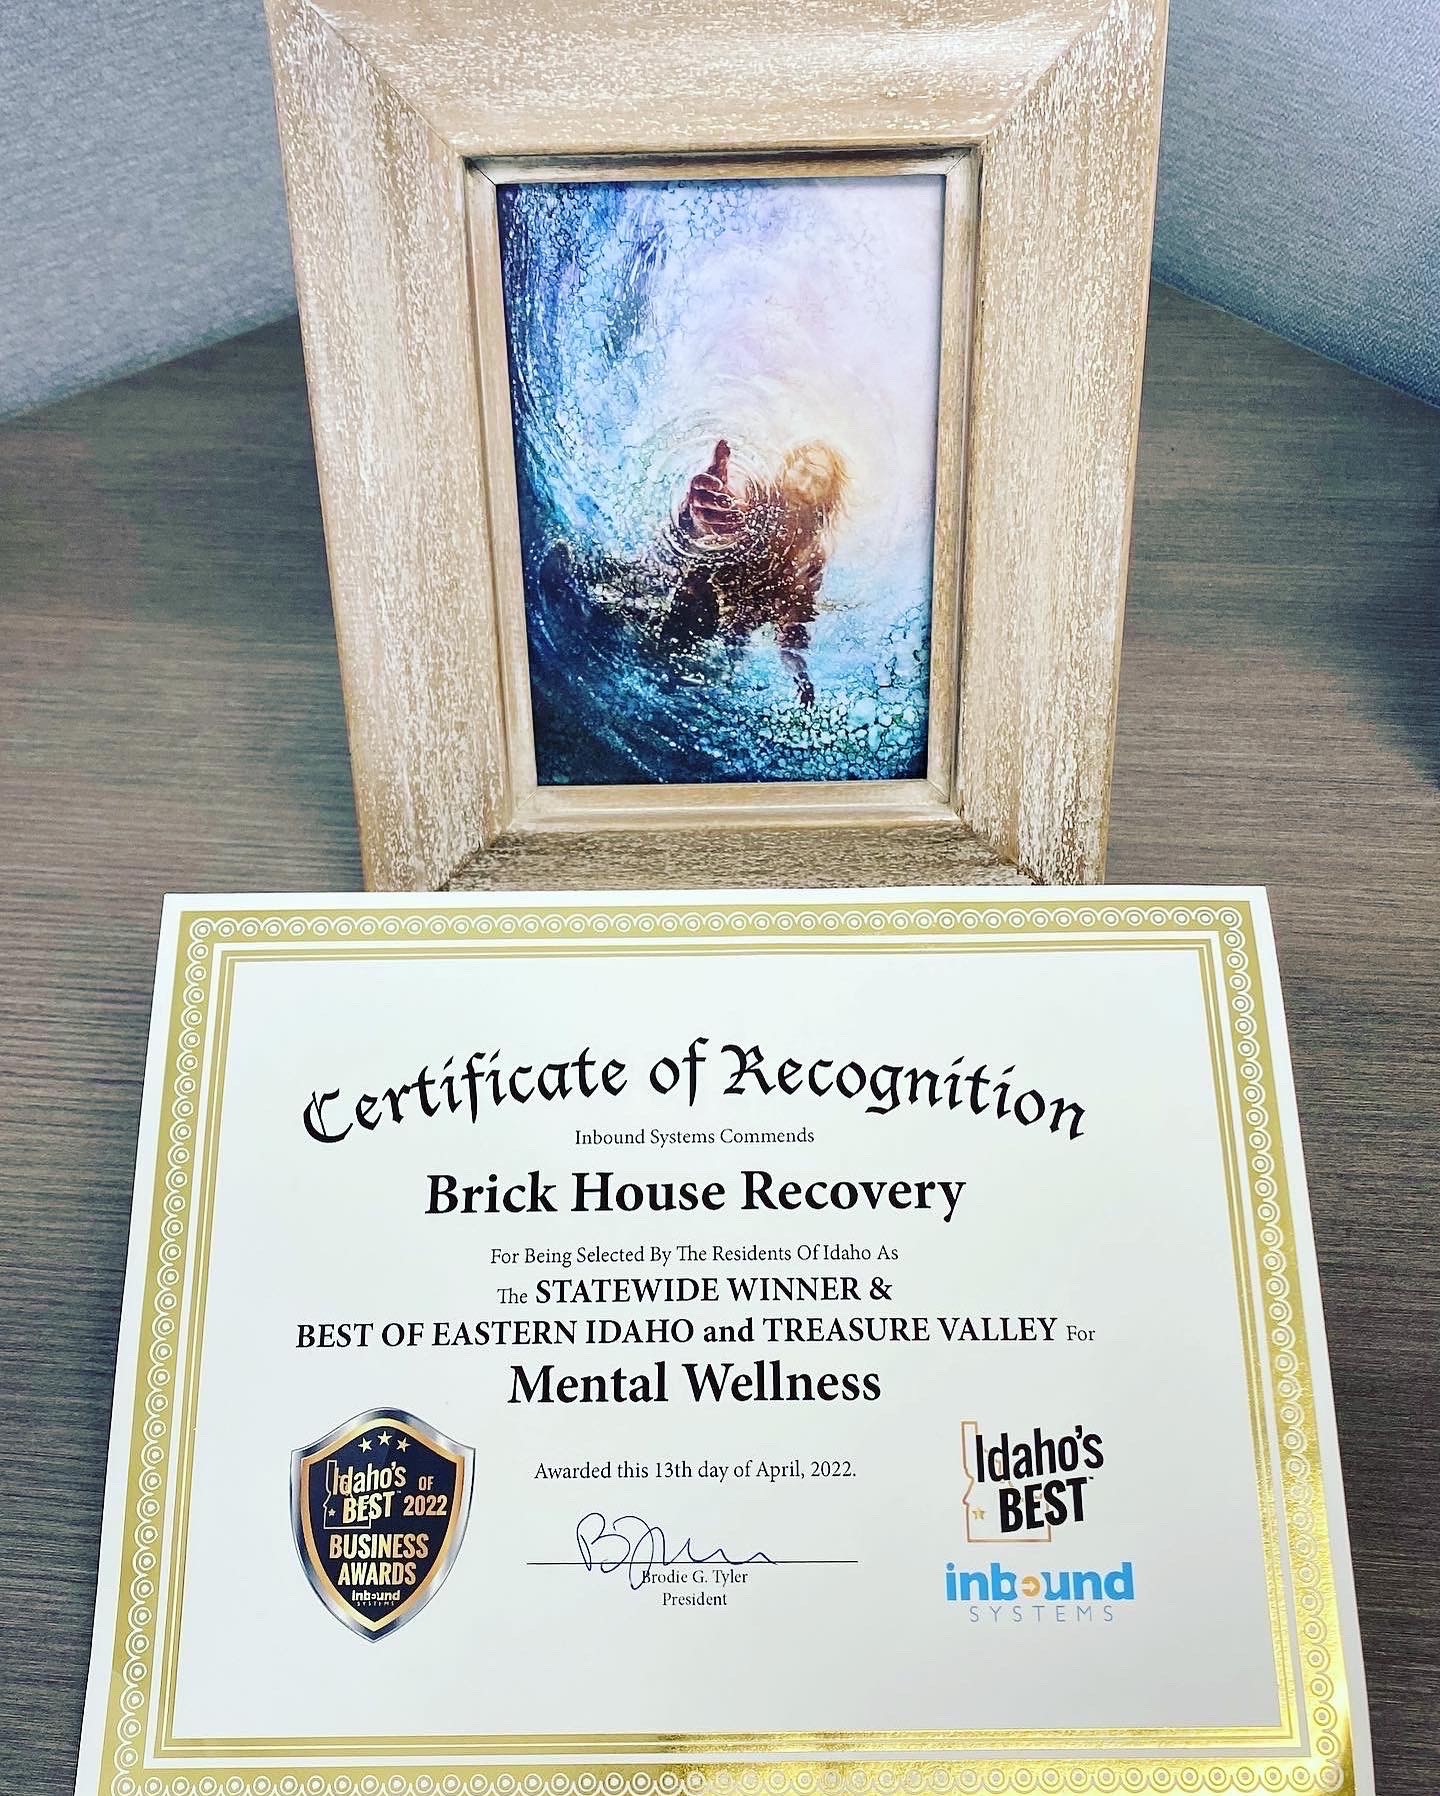 Certificate of Recognition
Inbound Systems Commends
Brick House Recovery
For Being Selected By The Residents Of Idaho As
The STATEWIDE WINNER &
BEST OF EASTERN IDAHO and TREASURE VALLEY For
Mental Wellness
Awarded this 13th day of April, 2022.
Brodie G. Tyler
President
Idaho's
BEST™
OF
2022
BUSINESS
AWARDS
inbound
SYSTEMS
Idaho's
BEST™
inbound
SYSTEMS